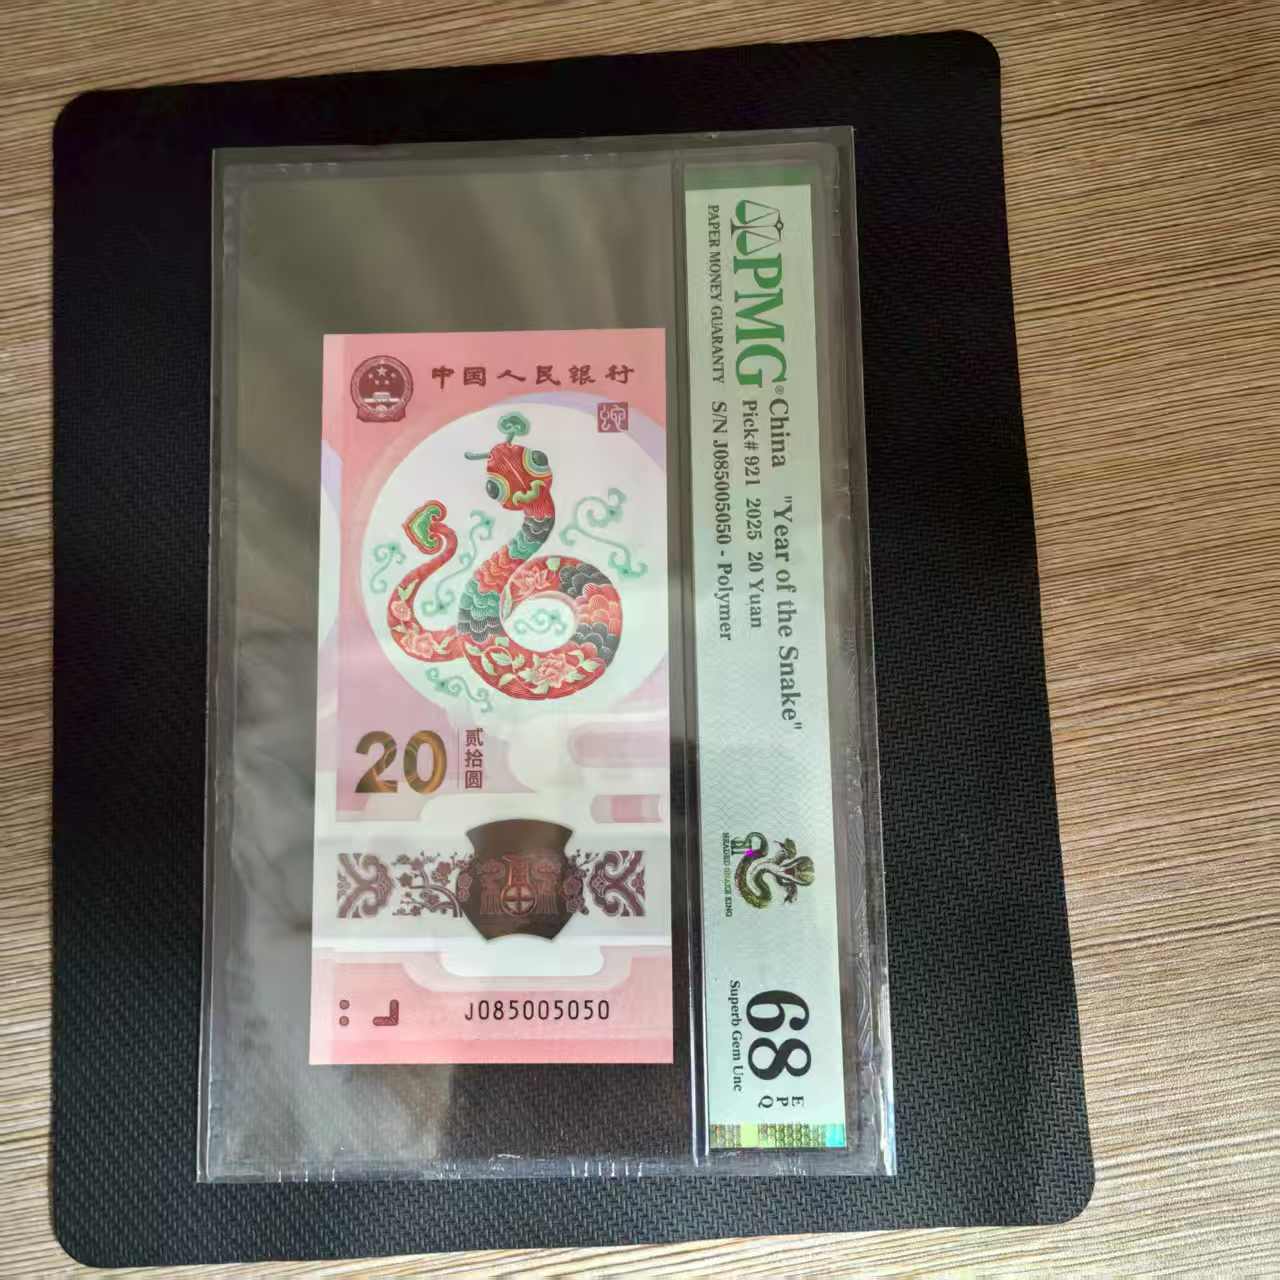 中国人民银行
20
贰拾圆
J085005050
PMG®
PAPER MONEY GUARANTY
China "Year of the Snake"
Pick# 921 2025 20 Yuan
S/N J085005050 - Polymer
68 EPQ
Superb Gem Unc